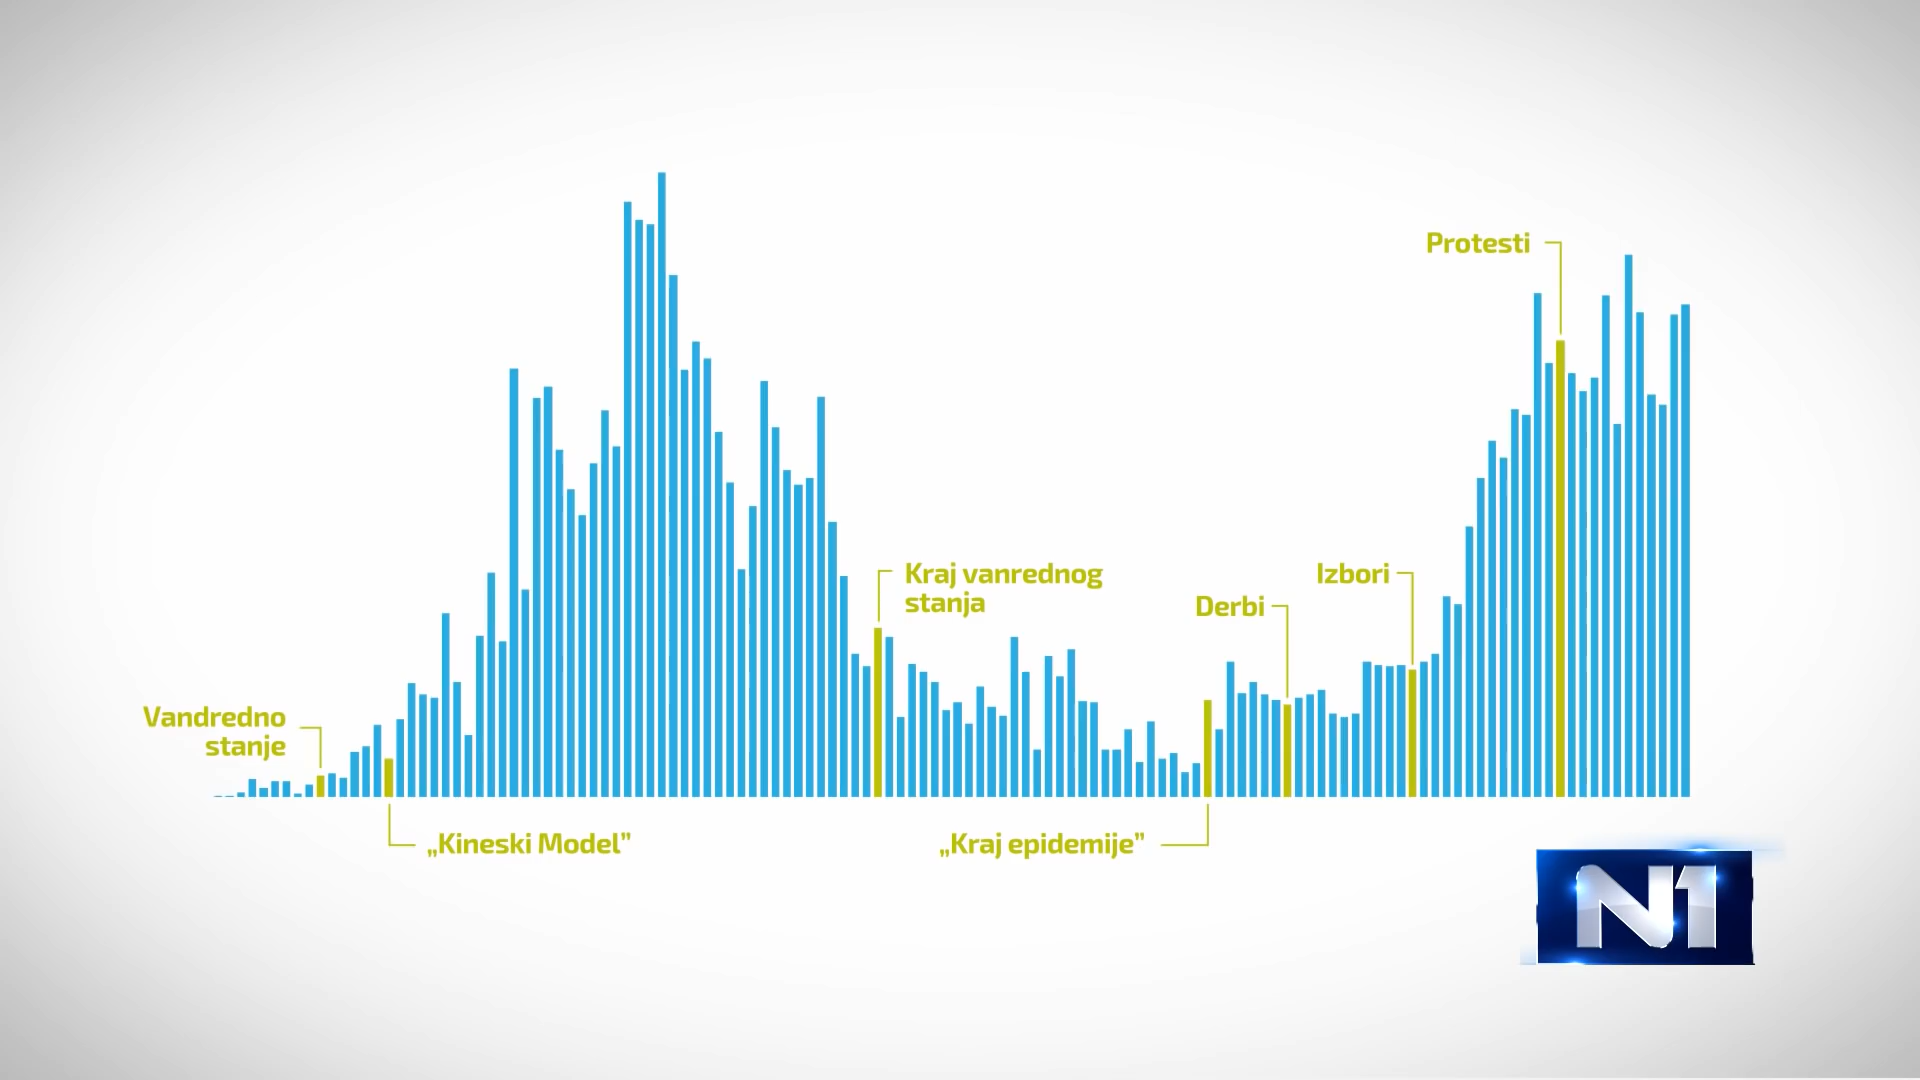 Protesti
Kraj vanrednog
stanja
Izbori
Derbi
Vandredno
stanje
„Kineski Model”
„Kraj epidemije”
N1